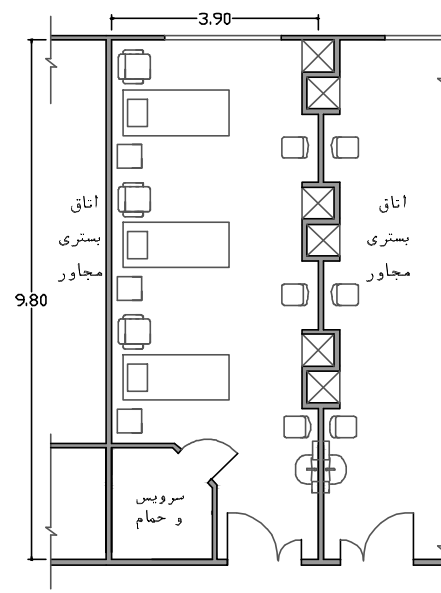 3.90
اتاق
بستری
مجاور
اتاق
بستری
مجاور
9.80
سرویس
و حمام